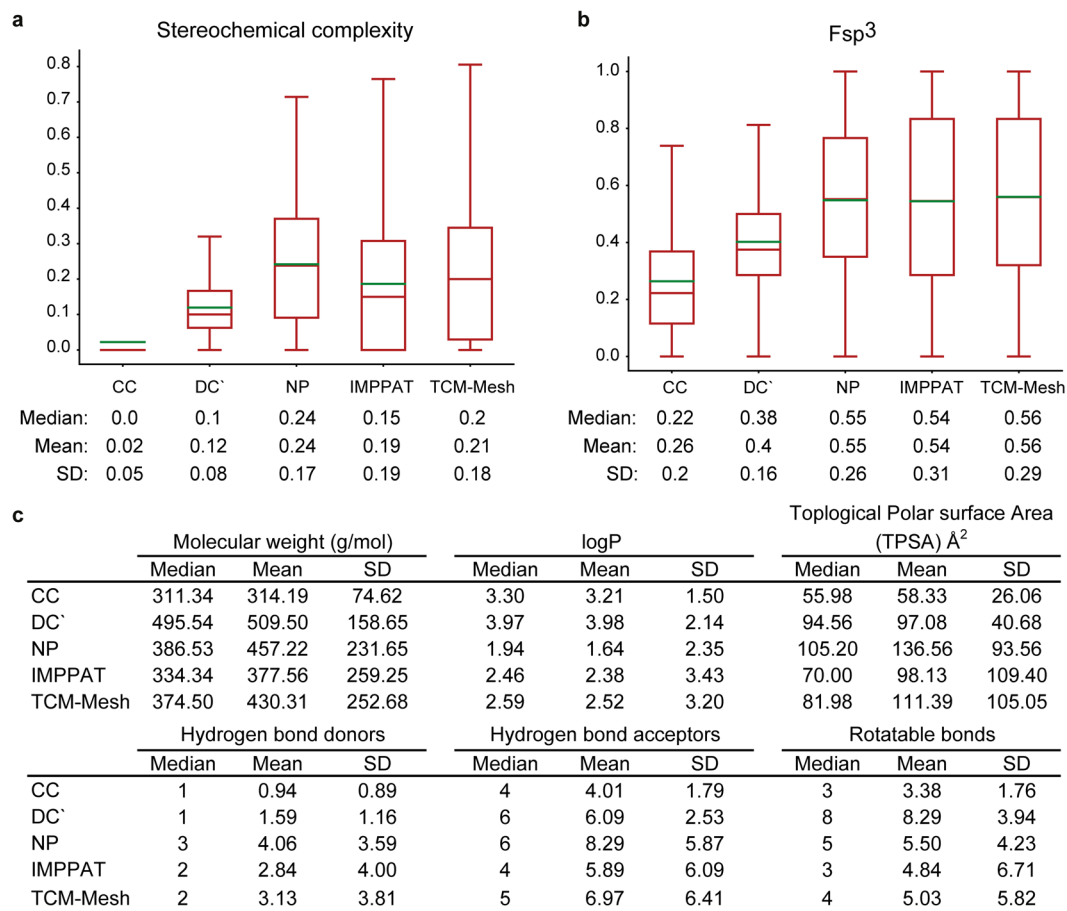 a
Stereochemical complexity
0.8
0.7
0.6
0.5
0.4
0.3
0.2
0.1
0.0
CC DC` NP IMPPAT TCM-Mesh
Median: 0.0 0.1 0.24 0.15 0.2
Mean: 0.02 0.12 0.24 0.19 0.21
SD: 0.05 0.08 0.17 0.19 0.18
b
Fsp3
1.0
0.8
0.6
0.4
0.2
0.0
CC DC` NP IMPPAT TCM-Mesh
Median: 0.22 0.38 0.55 0.54 0.56
Mean: 0.26 0.4 0.55 0.54 0.56
SD: 0.2 0.16 0.26 0.31 0.29
c
Molecular weight (g/mol) logP Toplogical Polar surface Area (TPSA) Å2
Median Mean SD Median Mean SD Median Mean SD
CC 311.34 314.19 74.62 3.30 3.21 1.50 55.98 58.33 26.06
DC` 495.54 509.50 158.65 3.97 3.98 2.14 94.56 97.08 40.68
NP 386.53 457.22 231.65 1.94 1.64 2.35 105.20 136.56 93.56
IMPPAT 334.34 377.56 259.25 2.46 2.38 3.43 70.00 98.13 109.40
TCM-Mesh 374.50 430.31 252.68 2.59 2.52 3.20 81.98 111.39 105.05
Hydrogen bond donors Hydrogen bond acceptors Rotatable bonds
Median Mean SD Median Mean SD Median Mean SD
CC 1 0.94 0.89 4 4.01 1.79 3 3.38 1.76
DC` 1 1.59 1.16 6 6.09 2.53 8 8.29 3.94
NP 3 4.06 3.59 6 8.29 5.87 5 5.50 4.23
IMPPAT 2 2.84 4.00 4 5.89 6.09 3 4.84 6.71
TCM-Mesh 2 3.13 3.81 5 6.97 6.41 4 5.03 5.82